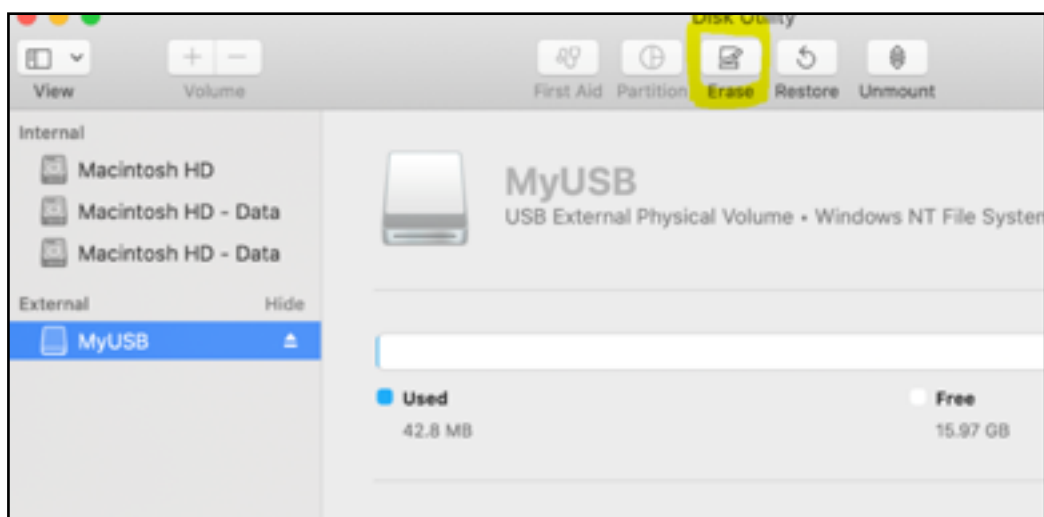 Disk Utility
View Volume First Aid Partition Erase Restore Unmount
Internal
Macintosh HD
Macintosh HD - Data
Macintosh HD - Data
External Hide
MyUSB
MyUSB
USB External Physical Volume • Windows NT File System
Used Free
42.8 MB 15.97 GB